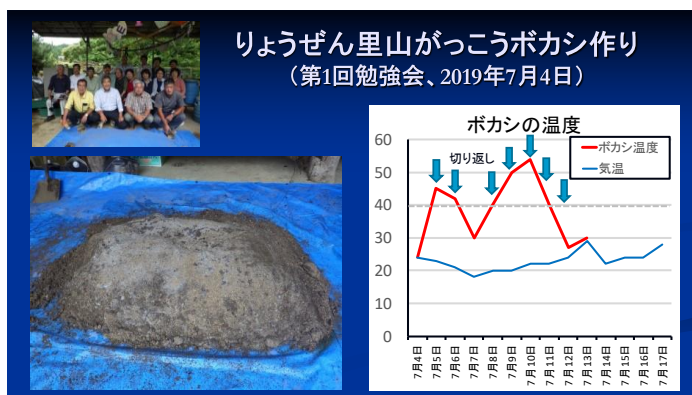 りょうぜん里山がっこうボカシ作り
（第1回勉強会、2019年7月4日）
ボカシの温度
切り返し
ボカシ温度
気温
60
50
40
30
20
10
0
7月4日
7月5日
7月6日
7月7日
7月8日
7月9日
7月10日
7月11日
7月12日
7月13日
7月14日
7月15日
7月16日
7月17日